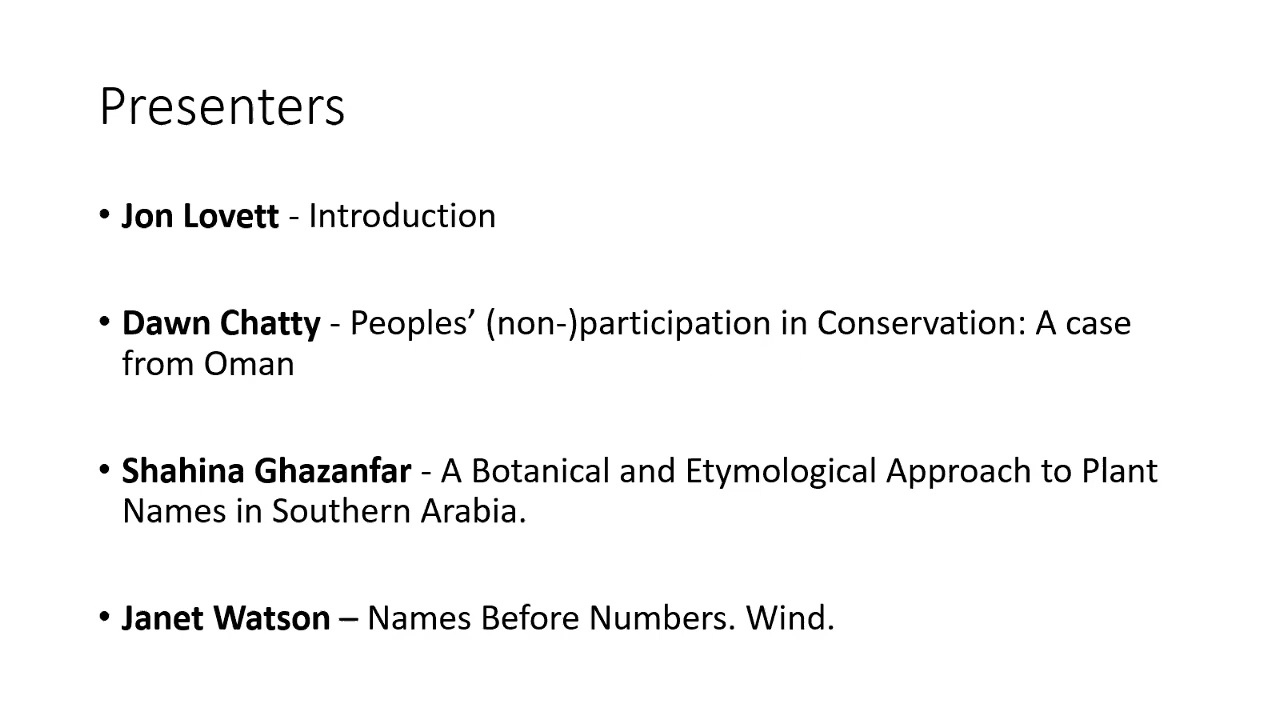 Presenters
• Jon Lovett - Introduction
• Dawn Chatty - Peoples’ (non-)participation in Conservation: A case
from Oman
• Shahina Ghazanfar - A Botanical and Etymological Approach to Plant
Names in Southern Arabia.
• Janet Watson – Names Before Numbers. Wind.